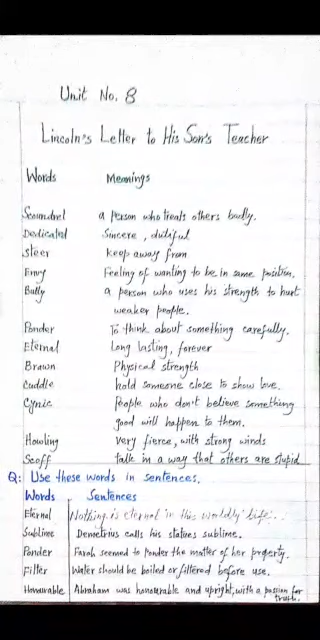 Unit No. 8
Lincoln's Letter to His Son's Teacher
Words Meanings
Scoundrel a person who treats others badly.
Dedicated Sincere, dutiful
Steer keep away from
Envy Feeling of wanting to be in same position.
Bully a person who uses his strength to hurt
weaker people.
Ponder To think about something carefully.
Eternal Long lasting, forever
Brawn Physical strength
Cuddle hold someone close to show love.
Cynic People who don't believe something
good will happen to them.
Howling very fierce, with strong winds
Scoff talk in a way that others are stupid
Q: Use these words in sentences.
Words Sentences
Eternal Nothing is eternal in this worldly life.
Sublime Demetrius calls his statues sublime.
Ponder Farah seemed to ponder the matter of her property.
Filter Water should be boiled or filtered before use.
Honourable Abraham was honourable and upright, with a passion for
truth.